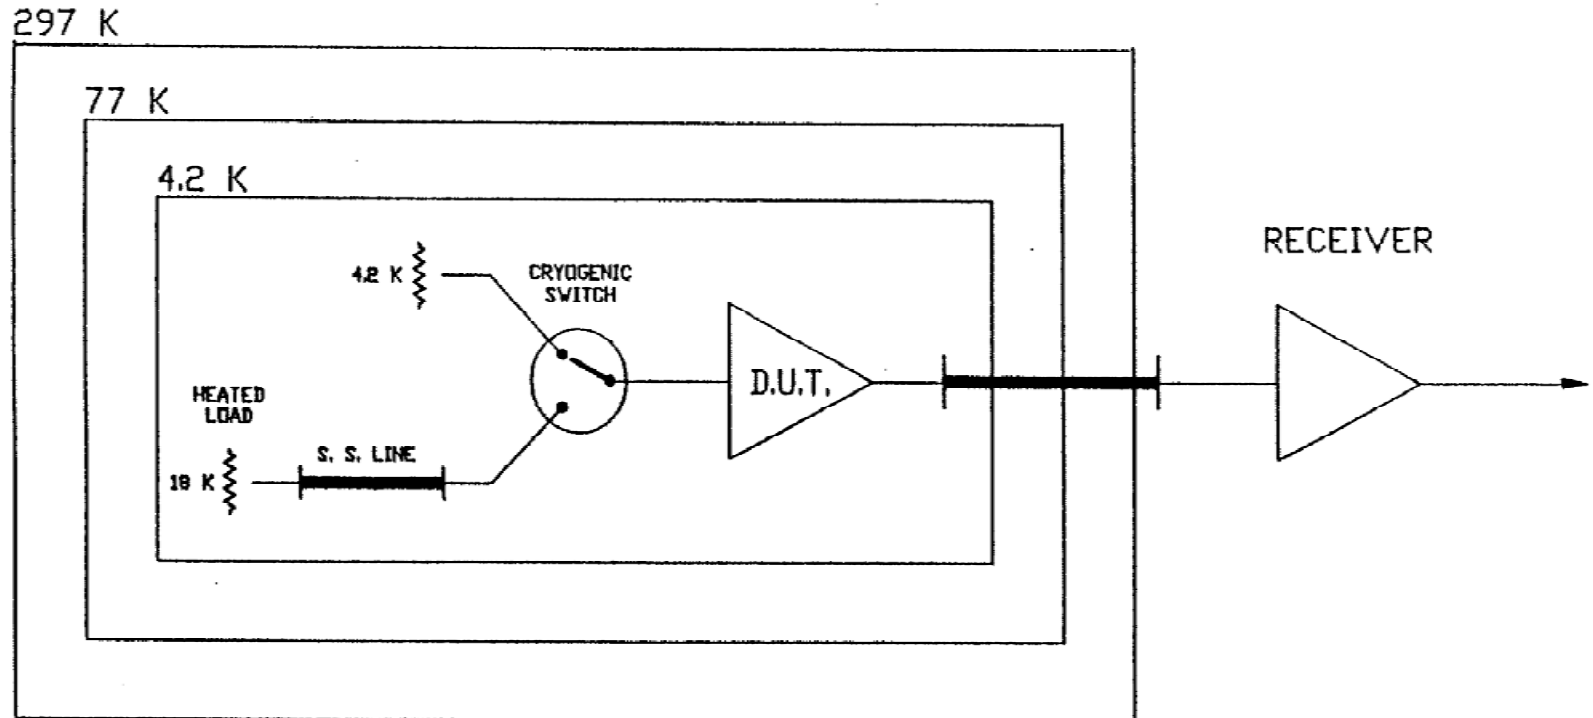 297 K
77 K
4.2 K
RECEIVER
4.2 K
CRYOGENIC
SWITCH
D.U.T.
HEATED
LOAD
S. S. LINE
18 K